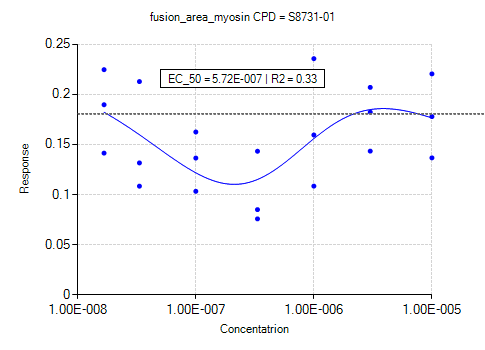 fusion_area_myosin CPD = S8731-01
0.25
EC_50 = 5.72E-007 | R2 = 0.33
0.2
0.15
Response
0.1
0.05
0
1.00E-008 1.00E-007 1.00E-006 1.00E-005
Concentatrion